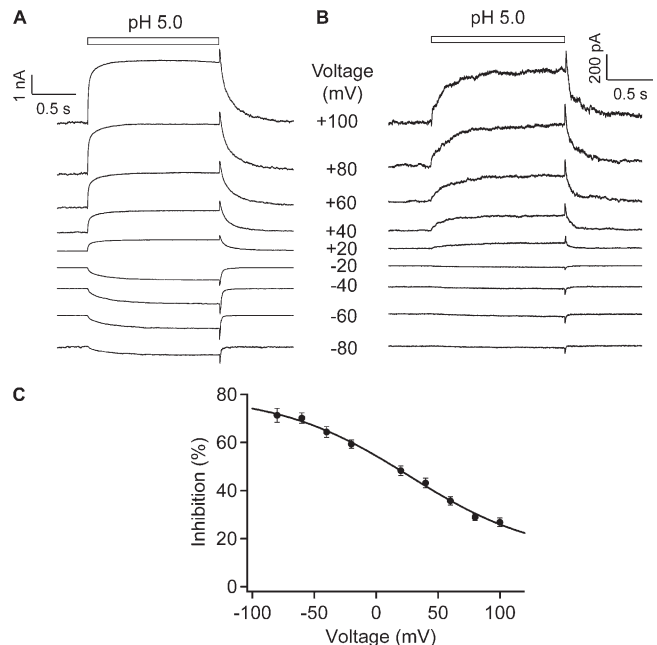 A
pH 5.0
1 nA
0.5 s
B
pH 5.0
200 pA
0.5 s
Voltage
(mV)
+100
+80
+60
+40
+20
-20
-40
-60
-80
C
80
60
40
20
0
Inhibition (%)
-100
-50
0
50
100
Voltage (mV)